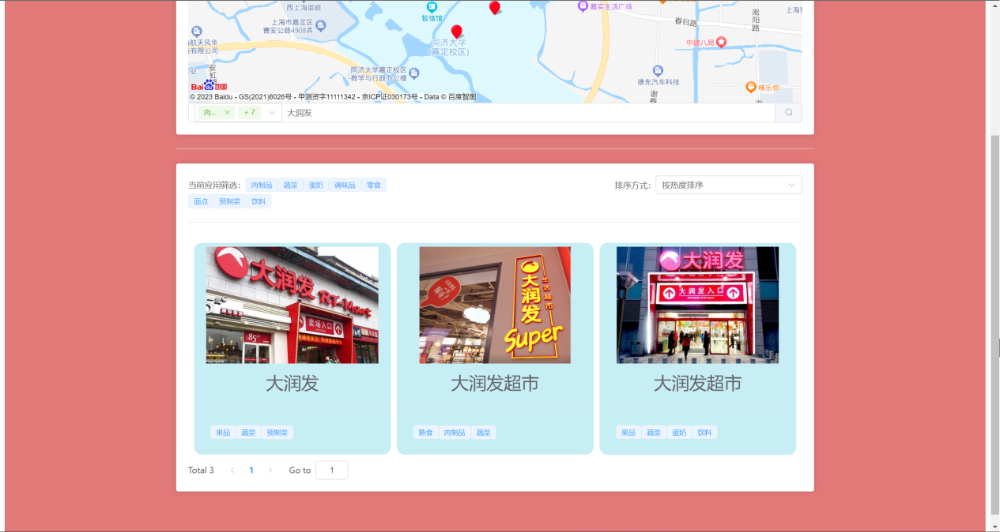 西上海御庭
智信馆
嘉实生活广场
上海市嘉定区
曹安公路4908弄
春归路
淞阳路
航天风华
有限公司
同济大学
(嘉定校区)
中建八局
安虹
同济大学嘉定校区
-教学与行政办公楼
德先汽车科技
味乐邻
Bai 地图
© 2023 Baidu - GS(2021)6026号 - 甲测资字11111342 - 京ICP证030173号 - Data © 百度智图
肉... × + 7 大润发
当前应用筛选: 肉制品 蔬菜 蛋奶 调味品 零食
面点 预制菜 饮料
排序方式: 按热度排序
大润发 RT-Mart
卖场入口
85℃
大润发
生活超市
Super
大润发
大润发入口
大润发
大润发超市
大润发超市
果品 蔬菜 预制菜
熟食 肉制品 蔬菜
果品 蔬菜 蛋奶 饮料
Total 3 < 1 > Go to 1